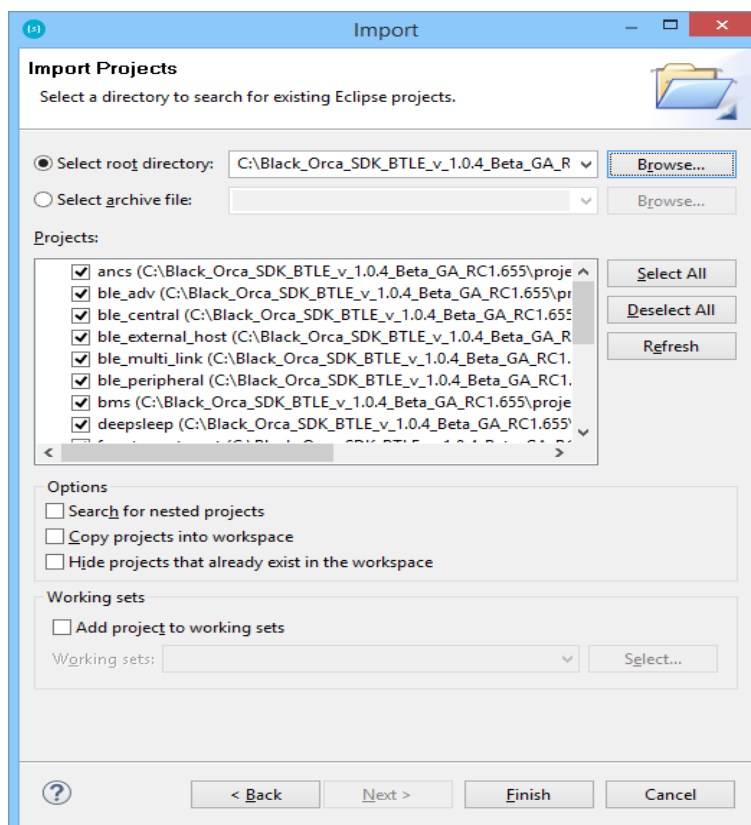 Import
Import Projects
Select a directory to search for existing Eclipse projects.
Select root directory: C:\Black_Orca_SDK_BTLE_v_1.0.4_Beta_GA_R Browse...
Select archive file: Browse...
Projects:
ancs (C:\Black_Orca_SDK_BTLE_v_1.0.4_Beta_GA_RC1.655\proje
ble_adv (C:\Black_Orca_SDK_BTLE_v_1.0.4_Beta_GA_RC1.655\pr
ble_central (C:\Black_Orca_SDK_BTLE_v_1.0.4_Beta_GA_RC1.655
ble_external_host (C:\Black_Orca_SDK_BTLE_v_1.0.4_Beta_GA_R
ble_multi_link (C:\Black_Orca_SDK_BTLE_v_1.0.4_Beta_GA_RC1.
ble_peripheral (C:\Black_Orca_SDK_BTLE_v_1.0.4_Beta_GA_RC1.
bms (C:\Black_Orca_SDK_BTLE_v_1.0.4_Beta_GA_RC1.655\proje
deepsleep (C:\Black_Orca_SDK_BTLE_v_1.0.4_Beta_GA_RC1.655\
Select All
Deselect All
Refresh
Options
Search for nested projects
Copy projects into workspace
Hide projects that already exist in the workspace
Working sets
Add project to working sets
Working sets: Select...
< Back Next > Finish Cancel